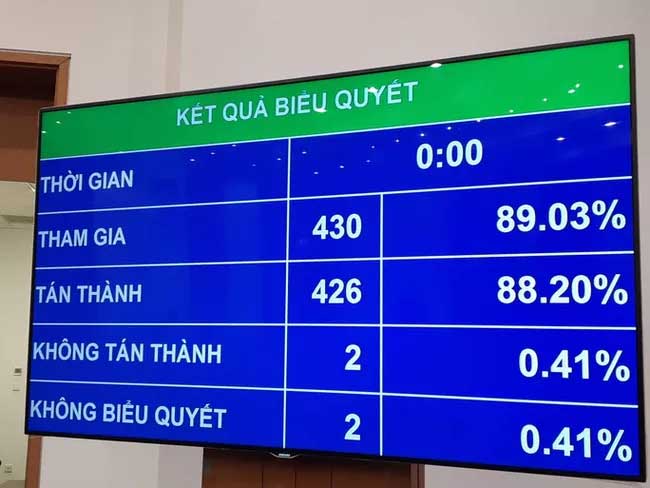 KẾT QUẢ BIỂU QUYẾT
THỜI GIAN 0:00
THAM GIA 430 89.03%
TÁN THÀNH 426 88.20%
KHÔNG TÁN THÀNH 2 0.41%
KHÔNG BIỂU QUYẾT 2 0.41%